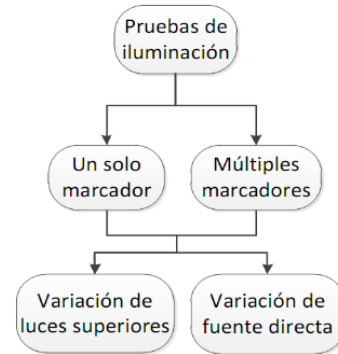 Pruebas de
iluminación
Un solo
marcador
Múltiples
marcadores
Variación de
luces superiores
Variación de
fuente directa